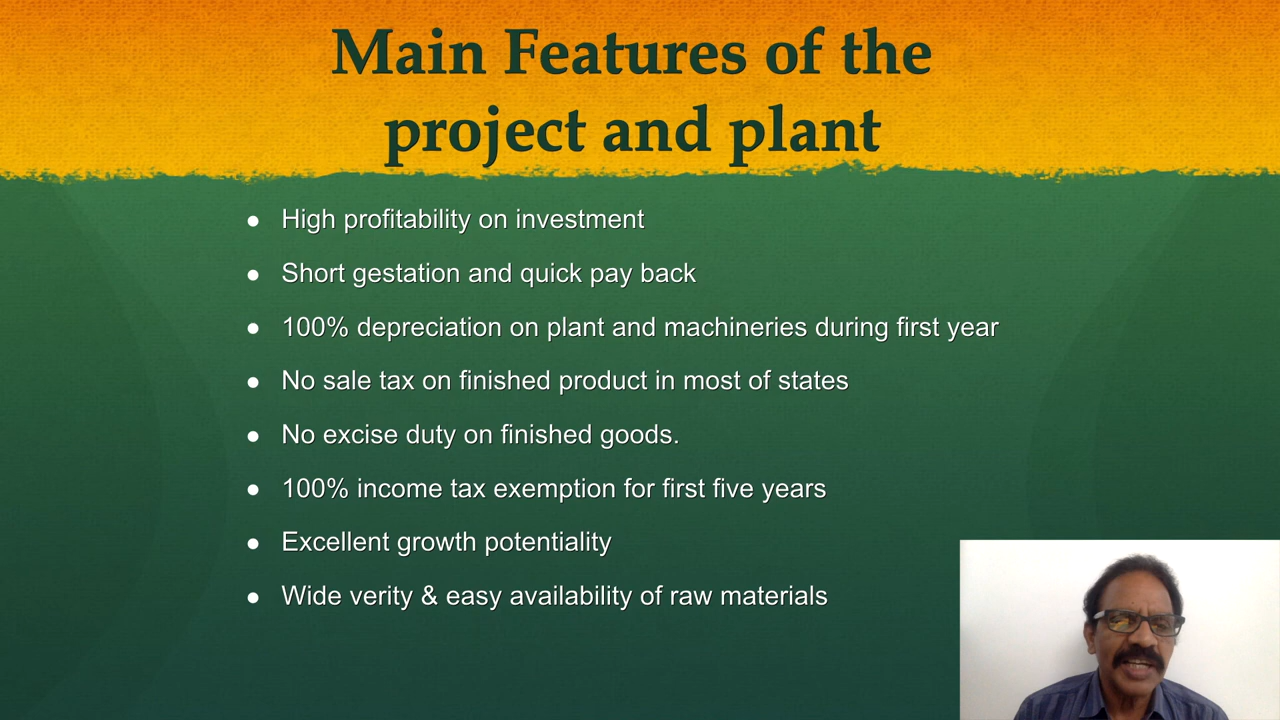 Main Features of the
project and plant
● High profitability on investment
● Short gestation and quick pay back
● 100% depreciation on plant and machineries during first year
● No sale tax on finished product in most of states
● No excise duty on finished goods.
● 100% income tax exemption for first five years
● Excellent growth potentiality
● Wide verity & easy availability of raw materials